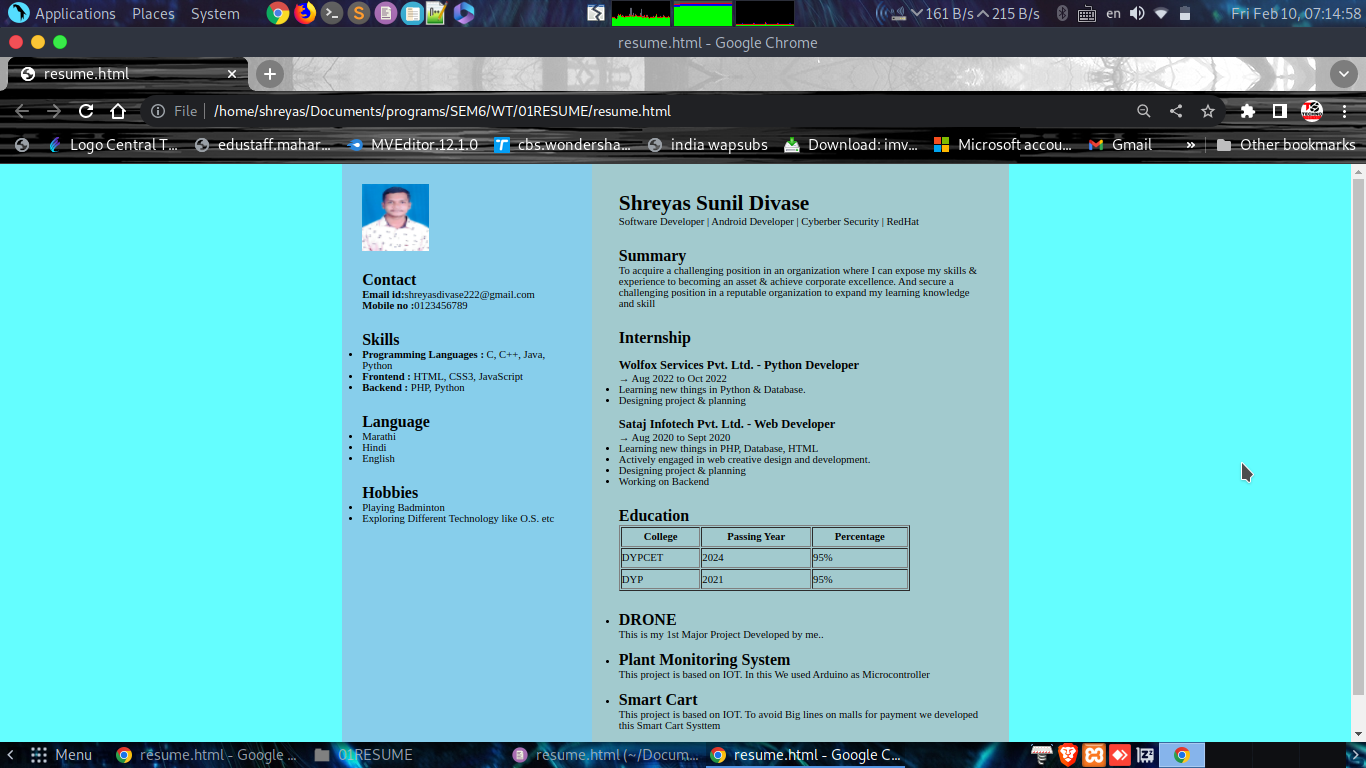 Applications Places System
161 B/s 215 B/s
en
Fri Feb 10, 07:14:58
resume.html - Google Chrome
resume.html
File /home/shreyas/Documents/programs/SEM6/WT/01RESUME/resume.html
Logo Central T... edustaff.mahar... MVEditor.12.1.0 cbs.wondersha... india wapsubs Download: imv... Microsoft accou... Gmail » Other bookmarks
Contact
Email id:shreyasdivase222@gmail.com
Mobile no :0123456789
Skills
• Programming Languages : C, C++, Java,
Python
• Frontend : HTML, CSS3, JavaScript
• Backend : PHP, Python
Language
• Marathi
• Hindi
• English
Hobbies
• Playing Badminton
• Exploring Different Technology like O.S. etc
Shreyas Sunil Divase
Software Developer | Android Developer | Cyberber Security | RedHat
Summary
To acquire a challenging position in an organization where I can expose my skills &
experience to becoming an asset & achieve corporate excellence. And secure a
challenging position in a reputable organization to expand my learning knowledge
and skill
Internship
Wolfox Services Pvt. Ltd. - Python Developer
→ Aug 2022 to Oct 2022
• Learning new things in Python & Database.
• Designing project & planning
Sataj Infotech Pvt. Ltd. - Web Developer
→ Aug 2020 to Sept 2020
• Learning new things in PHP, Database, HTML
• Actively engaged in web creative design and development.
• Designing project & planning
• Working on Backend
Education
College Passing Year Percentage
DYPCET 2024 95%
DYP 2021 95%
• DRONE
This is my 1st Major Project Developed by me..
• Plant Monitoring System
This project is based on IOT. In this We used Arduino as Microcontroller
• Smart Cart
This project is based on IOT. To avoid Big lines on malls for payment we developed
this Smart Cart Systtem
Menu resume.html - Google ... 01RESUME resume.html (~/Docum... resume.html - Google C...